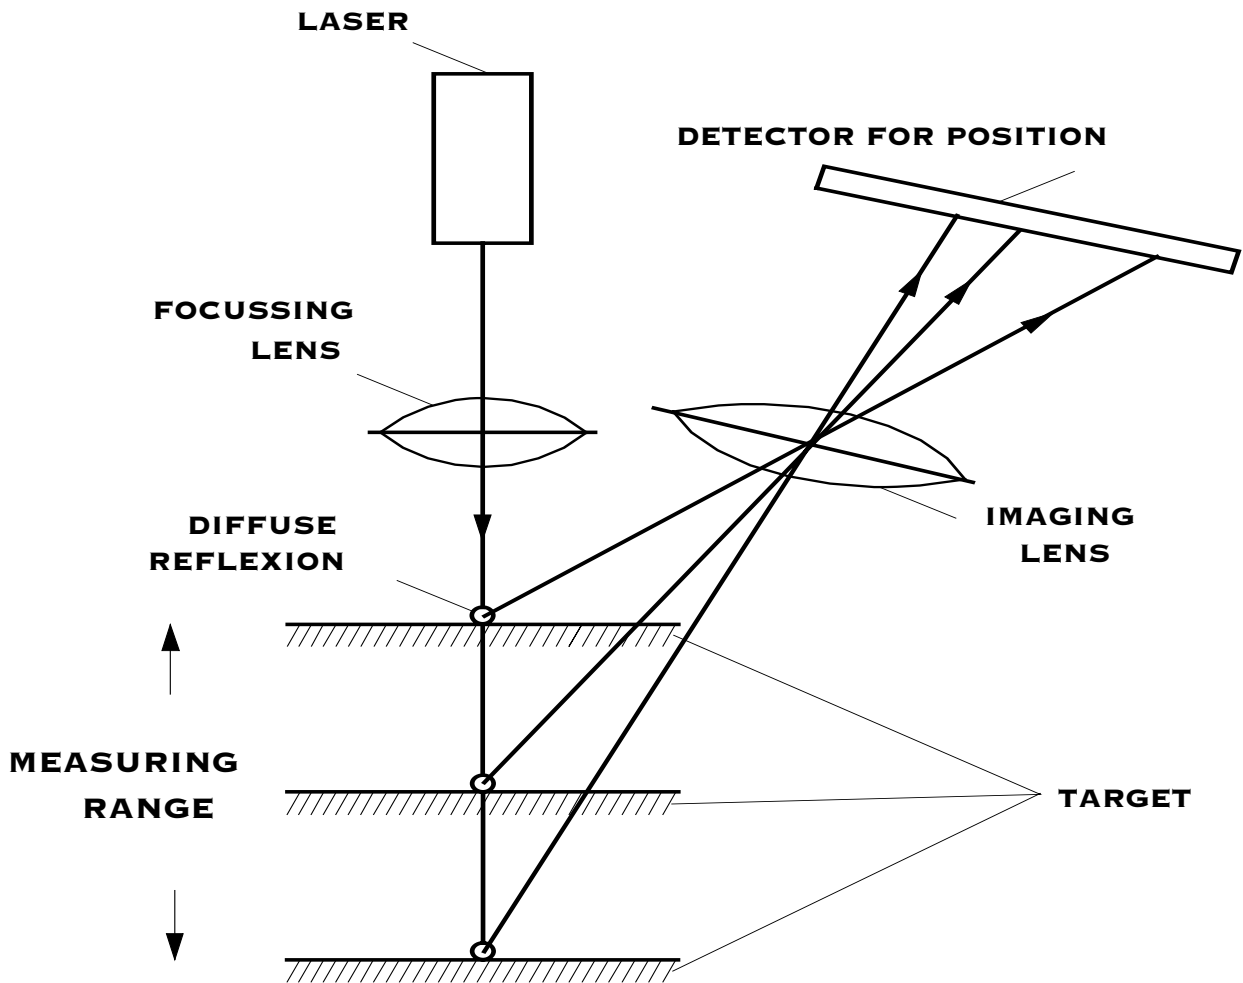 LASER
DETECTOR FOR POSITION
FOCUSSING
LENS
DIFFUSE
REFLEXION
IMAGING
LENS
MEASURING
RANGE
TARGET